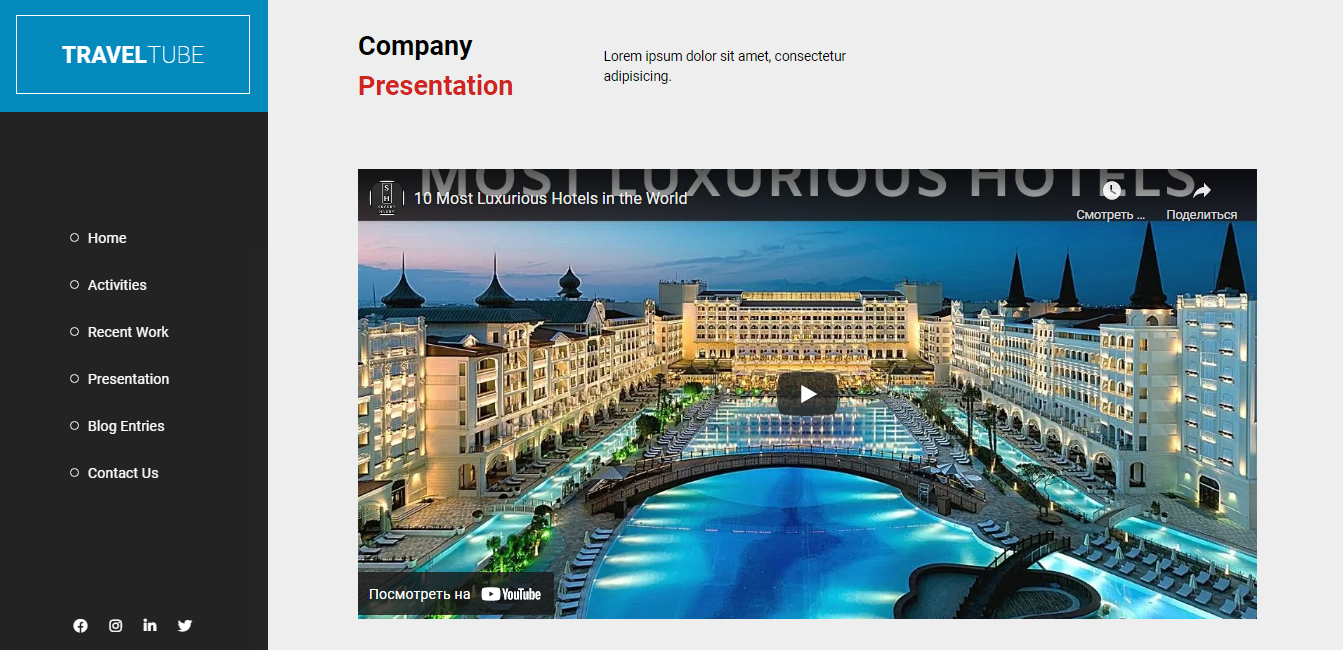 TRAVELTUBE
Home
Activities
Recent Work
Presentation
Blog Entries
Contact Us
Company
Presentation
Lorem ipsum dolor sit amet, consectetur
adipisicing.
MOST LUXURIOUS HOTELS
10 Most Luxurious Hotels in the World
Смотреть ...
Поделиться
Посмотреть на YouTube